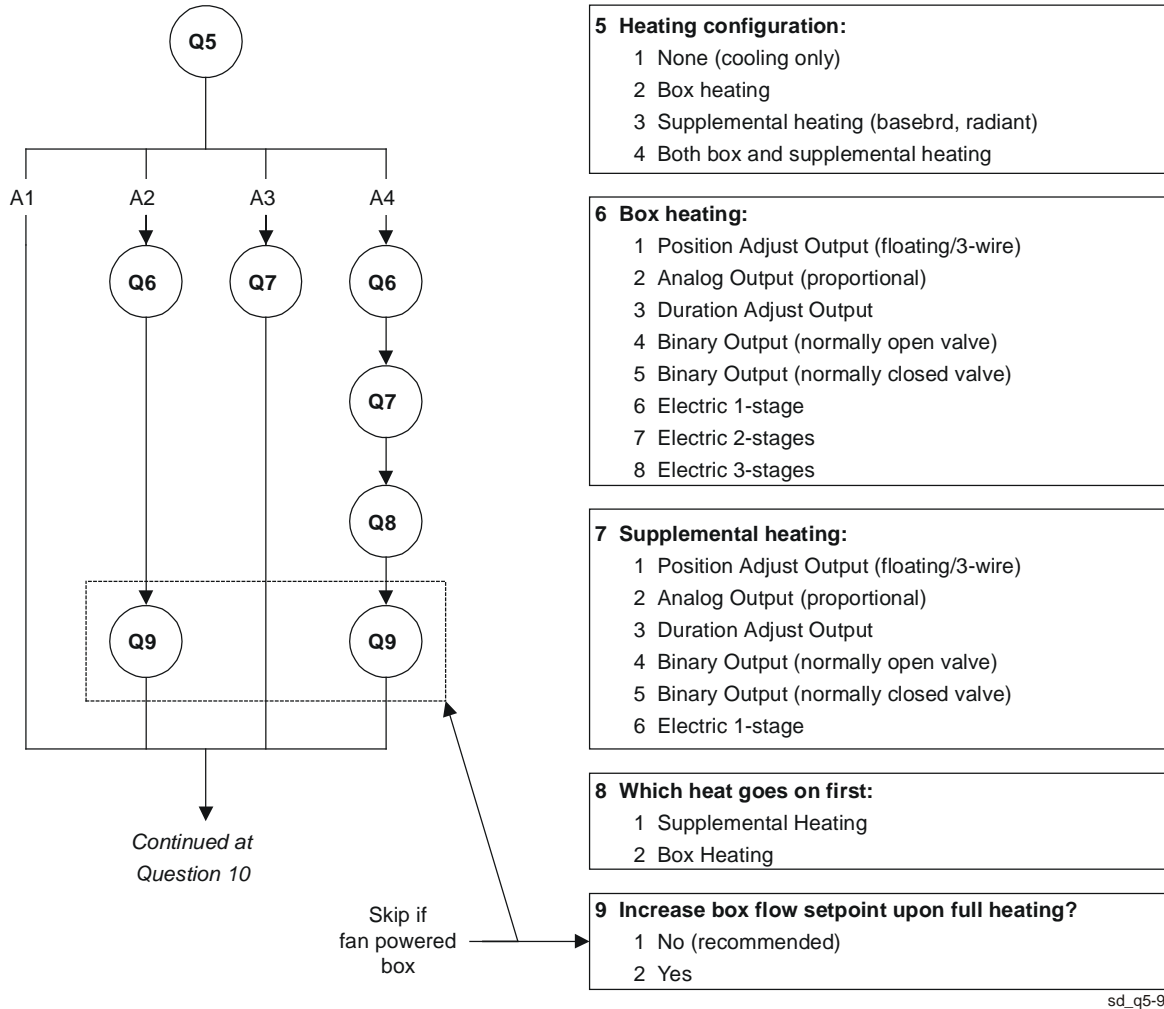 Q5
A1
A2
A3
A4
Q6
Q7
Q6
Q7
Q8
Q9
Q9
Continued at
Question 10
Skip if
fan powered
box
5 Heating configuration:
1 None (cooling only)
2 Box heating
3 Supplemental heating (basebrd, radiant)
4 Both box and supplemental heating
6 Box heating:
1 Position Adjust Output (floating/3-wire)
2 Analog Output (proportional)
3 Duration Adjust Output
4 Binary Output (normally open valve)
5 Binary Output (normally closed valve)
6 Electric 1-stage
7 Electric 2-stages
8 Electric 3-stages
7 Supplemental heating:
1 Position Adjust Output (floating/3-wire)
2 Analog Output (proportional)
3 Duration Adjust Output
4 Binary Output (normally open valve)
5 Binary Output (normally closed valve)
6 Electric 1-stage
8 Which heat goes on first:
1 Supplemental Heating
2 Box Heating
9 Increase box flow setpoint upon full heating?
1 No (recommended)
2 Yes
sd_q5-9